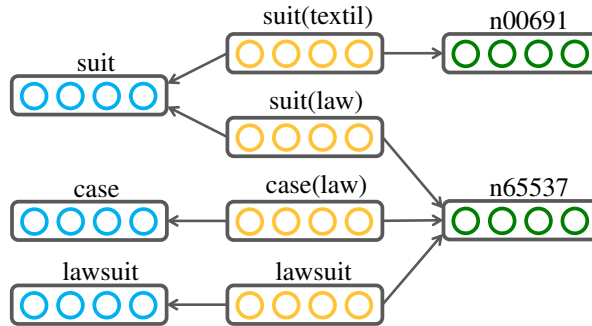 suit(textil)
n00691
suit
suit(law)
case
case(law)
n65537
lawsuit
lawsuit